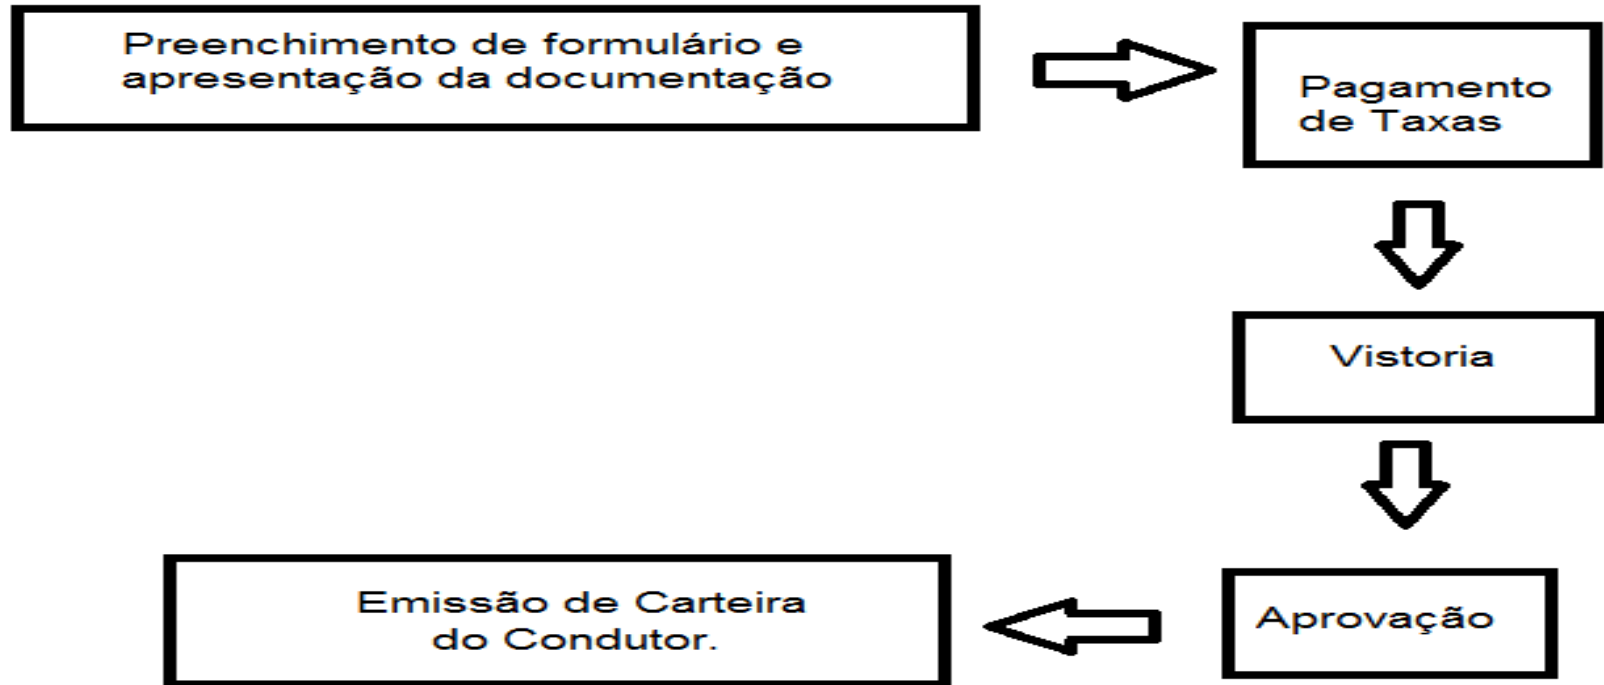 Preenchimento de formulário e
apresentação da documentação
Pagamento
de Taxas
Vistoria
Aprovação
Emissão de Carteira
do Condutor.